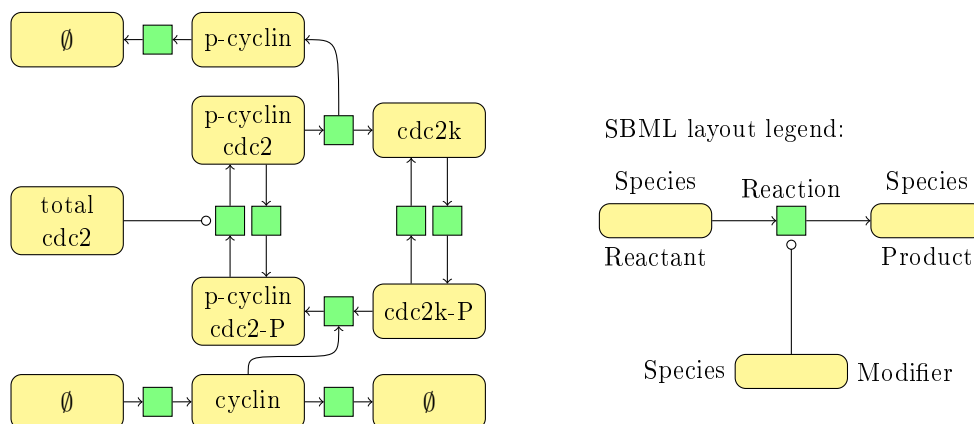 ∅
p-cyclin
p-cyclin
cdc2
cdc2k
total
cdc2
p-cyclin
cdc2-P
cdc2k-P
∅
cyclin
∅
SBML layout legend:
Species
Reaction
Species
Reactant
Product
Species
Modifier